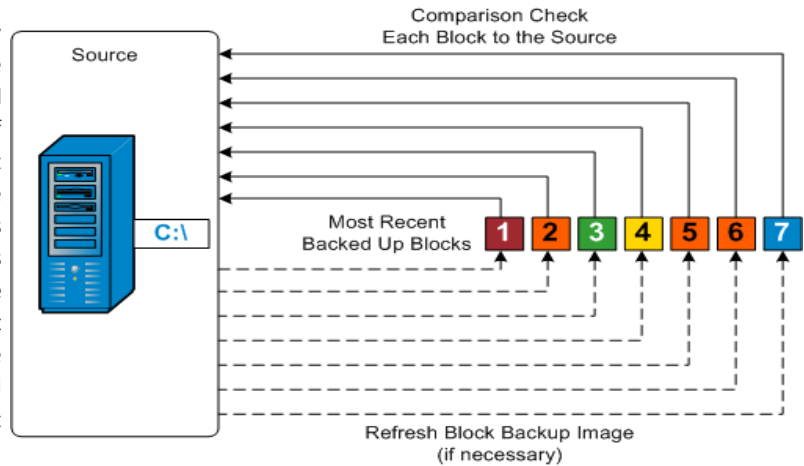 Comparison Check
Each Block to the Source
Source
C:\
Most Recent
Backed Up Blocks
1 2 3 4 5 6 7
Refresh Block Backup Image
(if necessary)